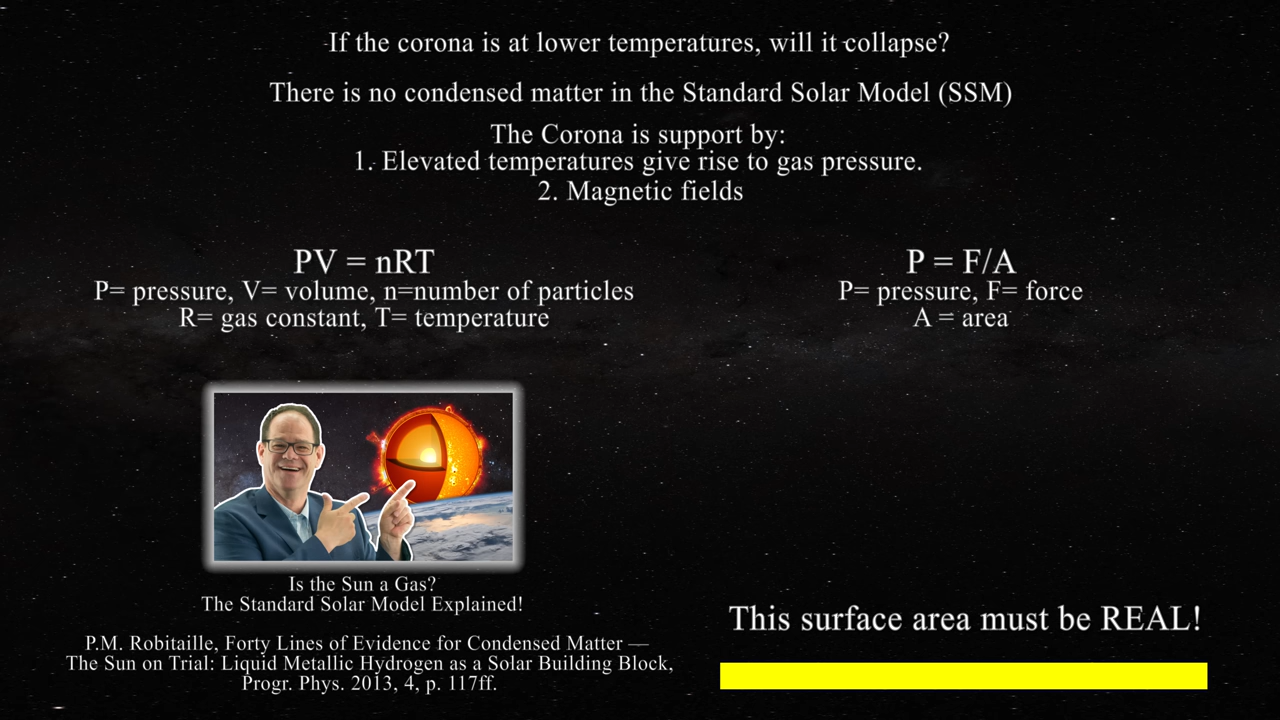 If the corona is at lower temperatures, will it collapse?
There is no condensed matter in the Standard Solar Model (SSM)
The Corona is support by:
1. Elevated temperatures give rise to gas pressure.
2. Magnetic fields
PV = nRT
P= pressure, V= volume, n=number of particles
R= gas constant, T= temperature
P = F/A
P= pressure, F= force
A = area
Is the Sun a Gas?
The Standard Solar Model Explained!
P.M. Robitaille, Forty Lines of Evidence for Condensed Matter —
The Sun on Trial: Liquid Metallic Hydrogen as a Solar Building Block,
Progr. Phys. 2013, 4, p. 117ff.
This surface area must be REAL!